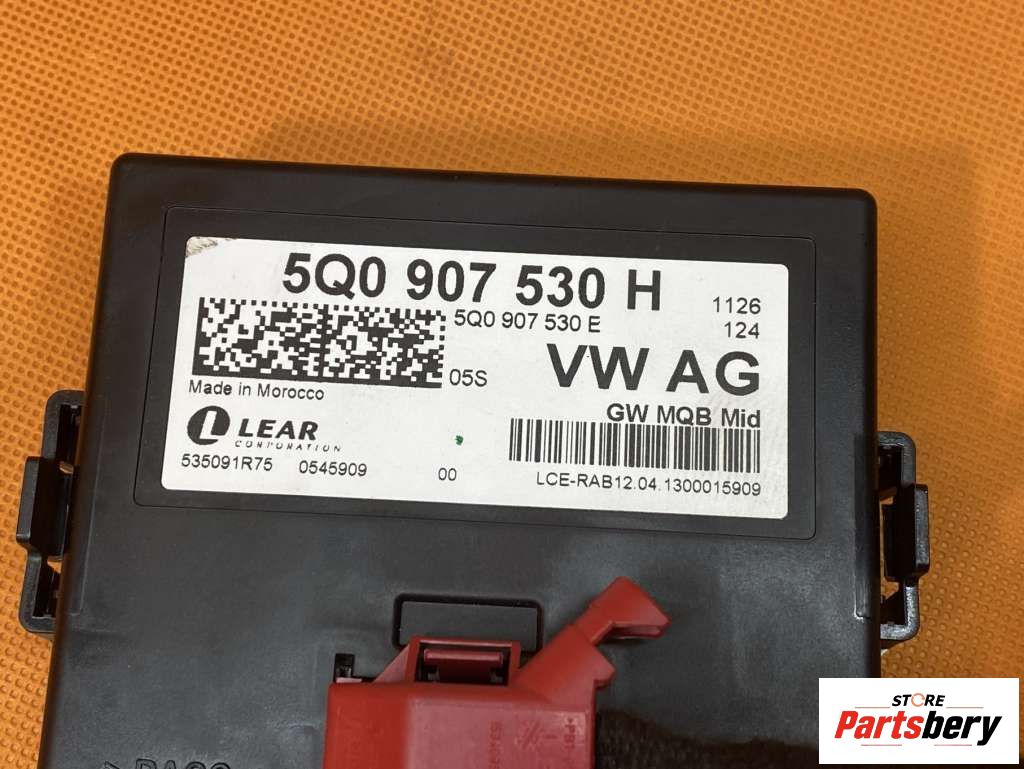 5Q0 907 530 H
1126
5Q0 907 530 E
124
05S
VW AG
Made in Morocco
GW MQB Mid
LEAR
CORPORATION
535091R75 0545909 00
LCE-RAB12.04.1300015909
STORE
Partsbery